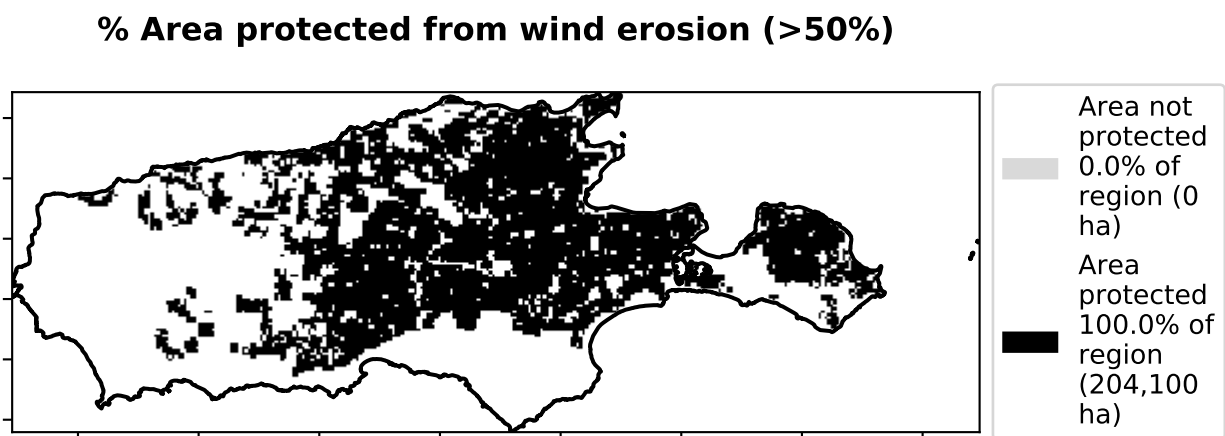 % Area protected from wind erosion (>50%)
Area not
protected
0.0% of
region (0
ha)
Area
protected
100.0% of
region
(204,100
ha)